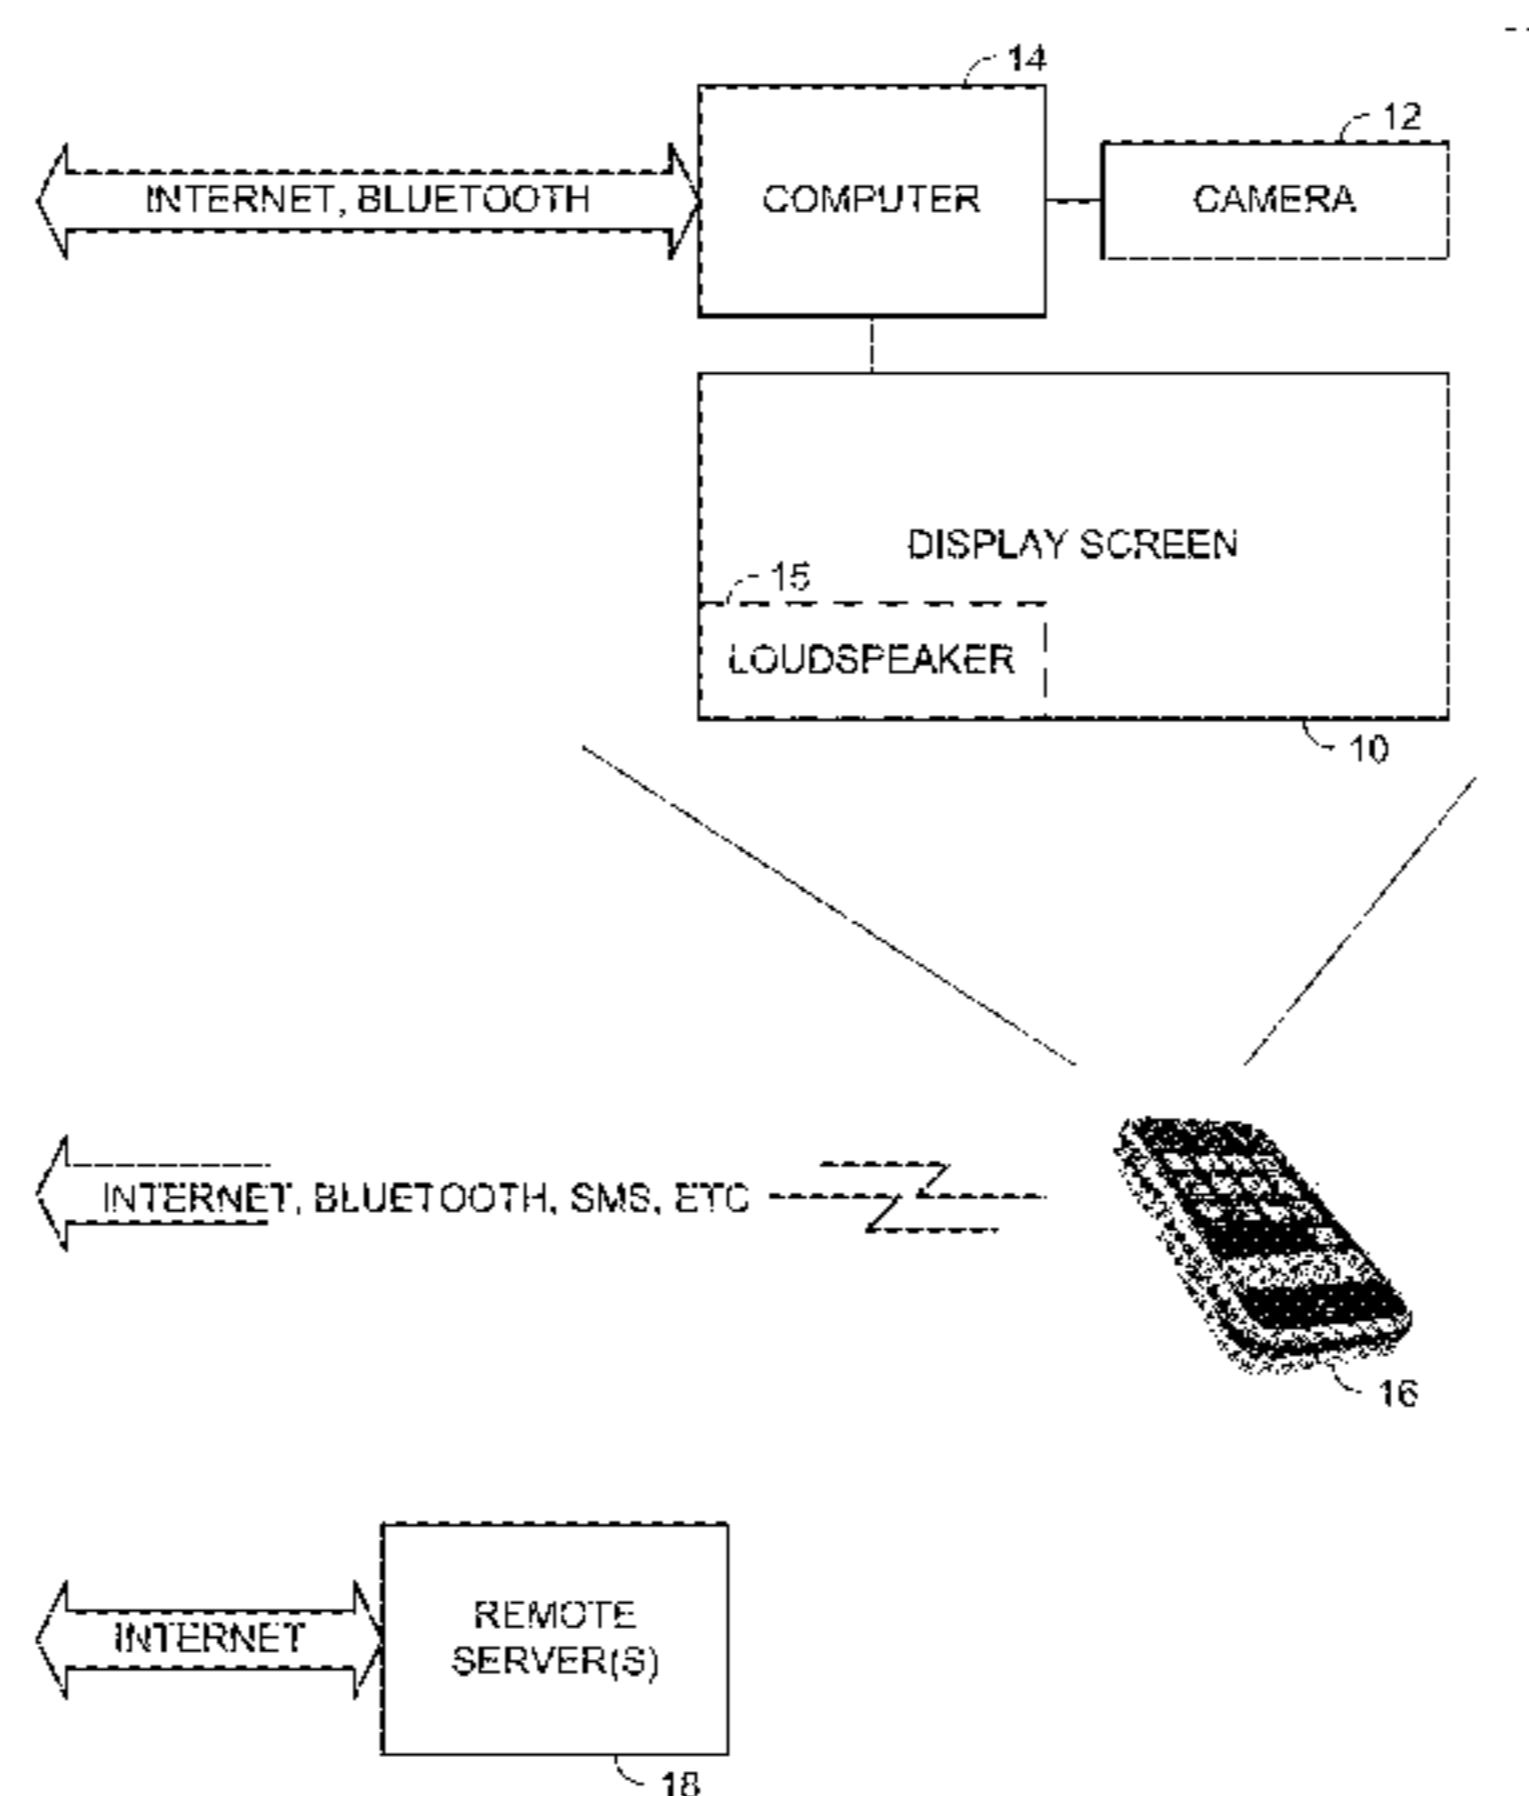 14
12
INTERNET, BLUETOOTH
COMPUTER
CAMERA
DISPLAY SCREEN
15
LOUDSPEAKER
10
INTERNET, BLUETOOTH, SMS, ETC
16
REMOTE
INTERNET
SERVER(S)
18